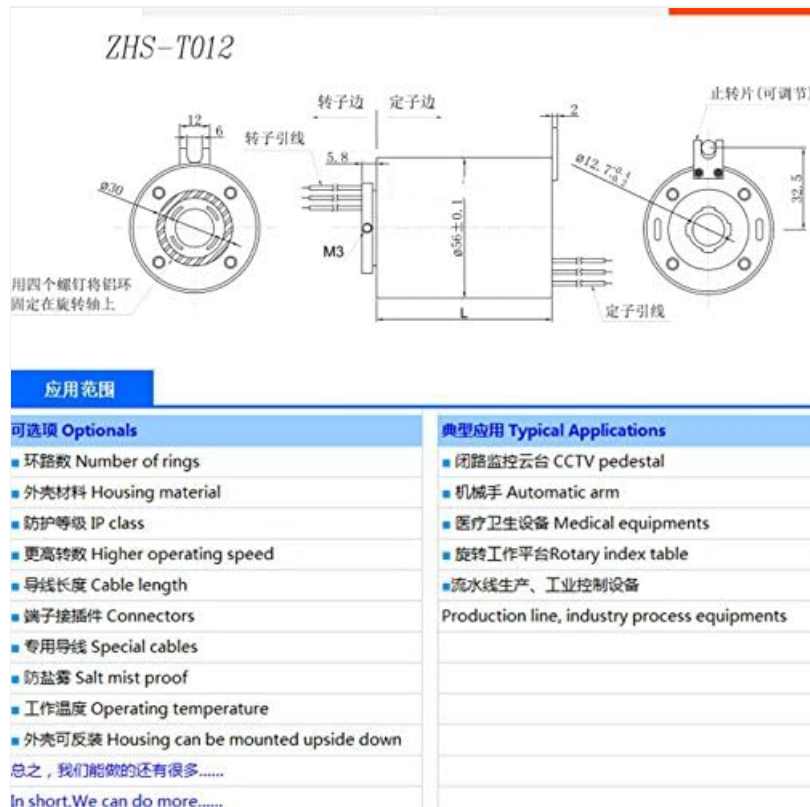 ZHS-T012
转子边
定子边
2
止转片(可调节)
12
6
转子引线
5.8
ø30
ø12.7
32.5
M3
ø56±0.1
用四个螺钉将铝环
固定在旋转轴上
L
定子引线
应用范围
可选项 Optionals
环路数 Number of rings
外壳材料 Housing material
防护等级 IP class
更高转数 Higher operating speed
导线长度 Cable length
端子接插件 Connectors
专用导线 Special cables
防盐雾 Salt mist proof
工作温度 Operating temperature
外壳可反装 Housing can be mounted upside down
总之，我们能做的还有很多......
In short,We can do more......
典型应用 Typical Applications
闭路监控云台 CCTV pedestal
机械手 Automatic arm
医疗卫生设备 Medical equipments
旋转工作平台Rotary index table
流水线生产、工业控制设备
Production line, industry process equipments